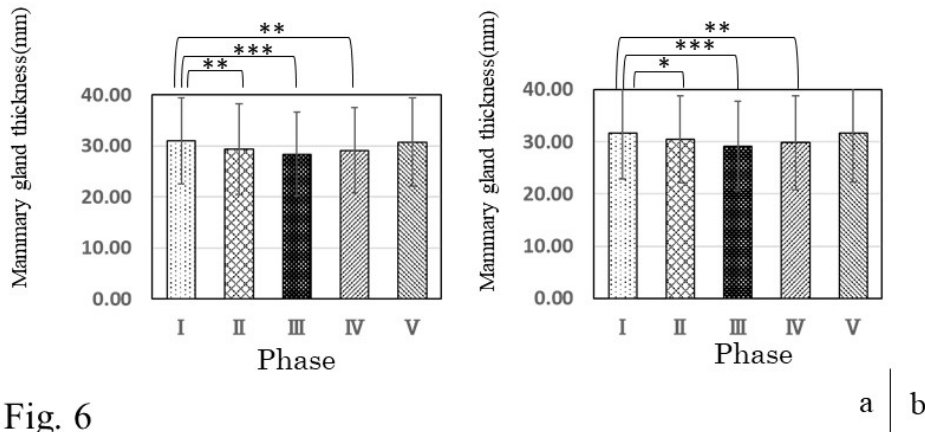 Mammary gland thickness(mm)
**
***
**
40.00
30.00
20.00
10.00
0.00
I II III IV V
Phase
Mammary gland thickness(mm)
**
***
*
40.00
30.00
20.00
10.00
0.00
I II III IV V
Phase
Fig. 6
a b